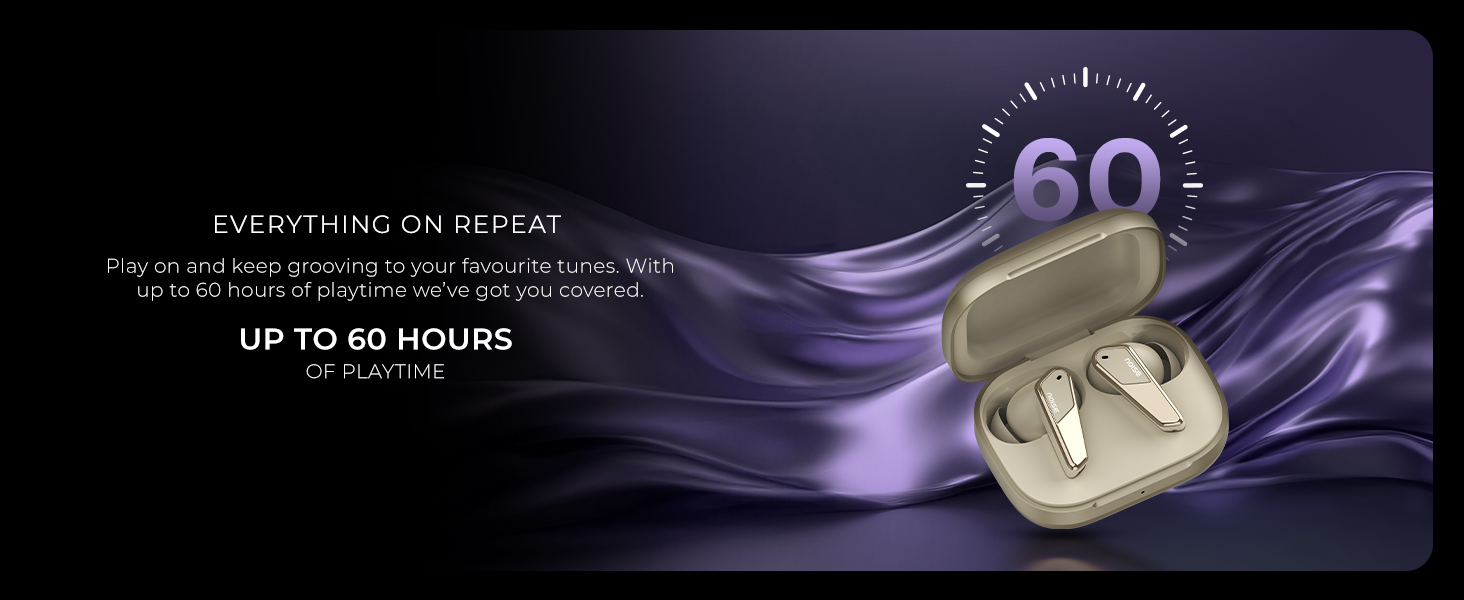 EVERYTHING ON REPEAT
Play on and keep grooving to your favourite tunes. With
up to 60 hours of playtime we’ve got you covered.
UP TO 60 HOURS
OF PLAYTIME
60
noise
noise